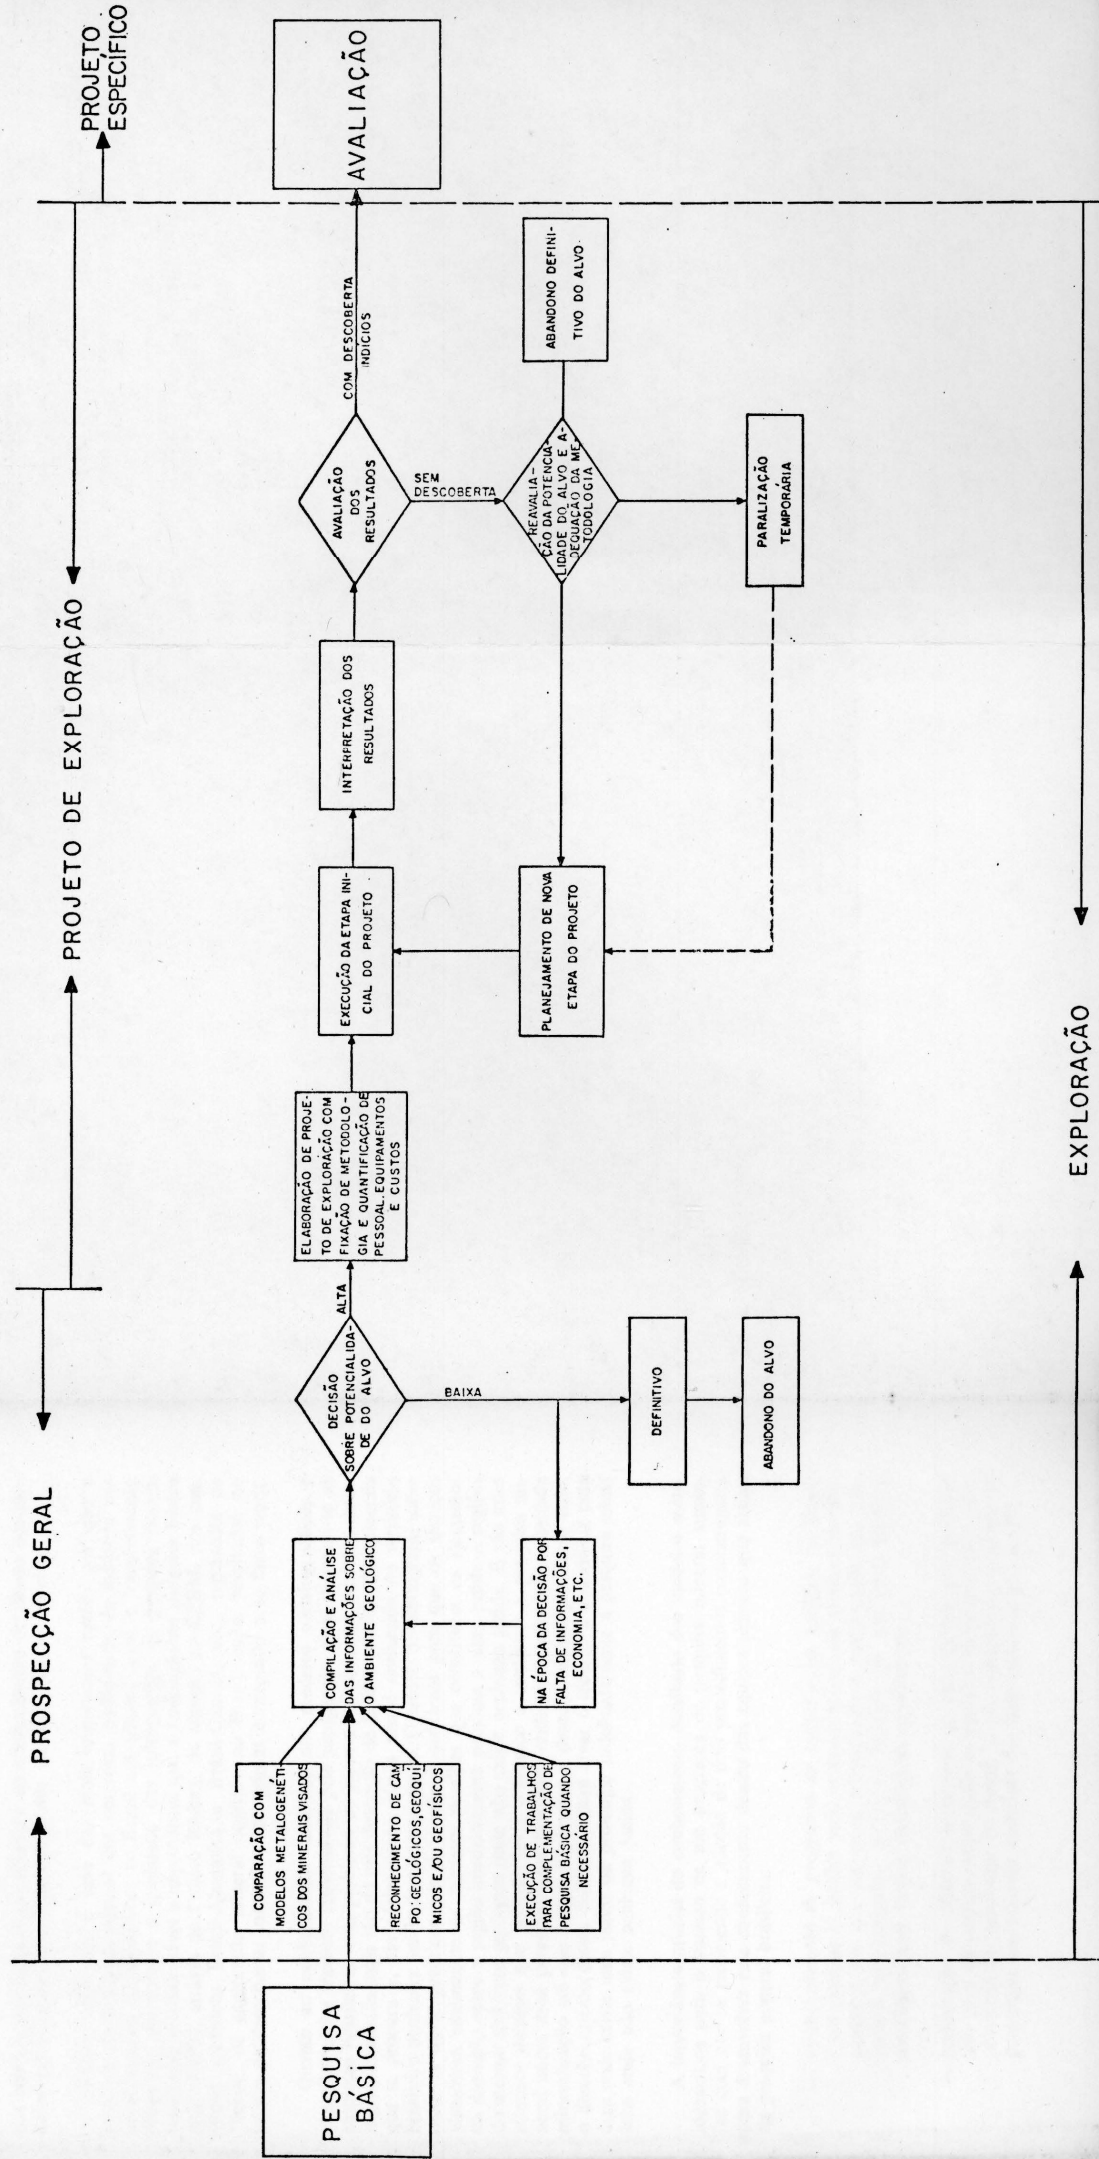 PROSPECÇÃO GERAL
PROJETO DE EXPLORAÇÃO
PROJETO
ESPECÍFICO
PESQUISA
BÁSICA
COMPARAÇÃO COM
MODELOS METALOGENÉTI
COS DOS MINERAIS VISADOS
RECONHECIMENTO DE CAM
PO: GEOLÓGICOS, GEOQUÍ
MICOS E/OU GEOFÍSICOS
EXECUÇÃO DE TRABALHOS
PARA COMPLEMENTAÇÃO DE
PESQUISA BÁSICA QUANDO
NECESSÁRIO
COMPILAÇÃO E ANÁLISE
DAS INFORMAÇÕES SOBRE
O AMBIENTE GEOLÓGICO
NA ÉPOCA DA DECISÃO POR
FALTA DE INFORMAÇÕES,
ECONOMIA, ETC.
DECISÃO
SOBRE POTENCIALIDA-
DE DO ALVO
ALTA
BAIXA
DEFINITIVO
ABANDONO DO ALVO
ELABORAÇÃO DE PROJE-
TO DE EXPLORAÇÃO COM
FIXAÇÃO DE METODOLO-
GIA E QUANTIFICAÇÃO DE
PESSOAL, EQUIPAMENTOS
E CUSTOS
EXECUÇÃO DA ETAPA INI-
CIAL DO PROJETO
PLANEJAMENTO DE NOVA
ETAPA DO PROJETO
INTERPRETAÇÃO DOS
RESULTADOS
AVALIAÇÃO
DOS
RESULTADOS
SEM
DESCOBERTA
REAVALIA-
ÇÃO DA POTENCIA-
LIDADE DO ALVO E A-
DEQUAÇÃO DA ME
TODOLOGIA
PARALIZAÇÃO
TEMPORÁRIA
COM DESCOBERTA
INDÍCIOS
ABANDONO DEFINI-
TIVO DO ALVO.
AVALIAÇÃO
EXPLORAÇÃO